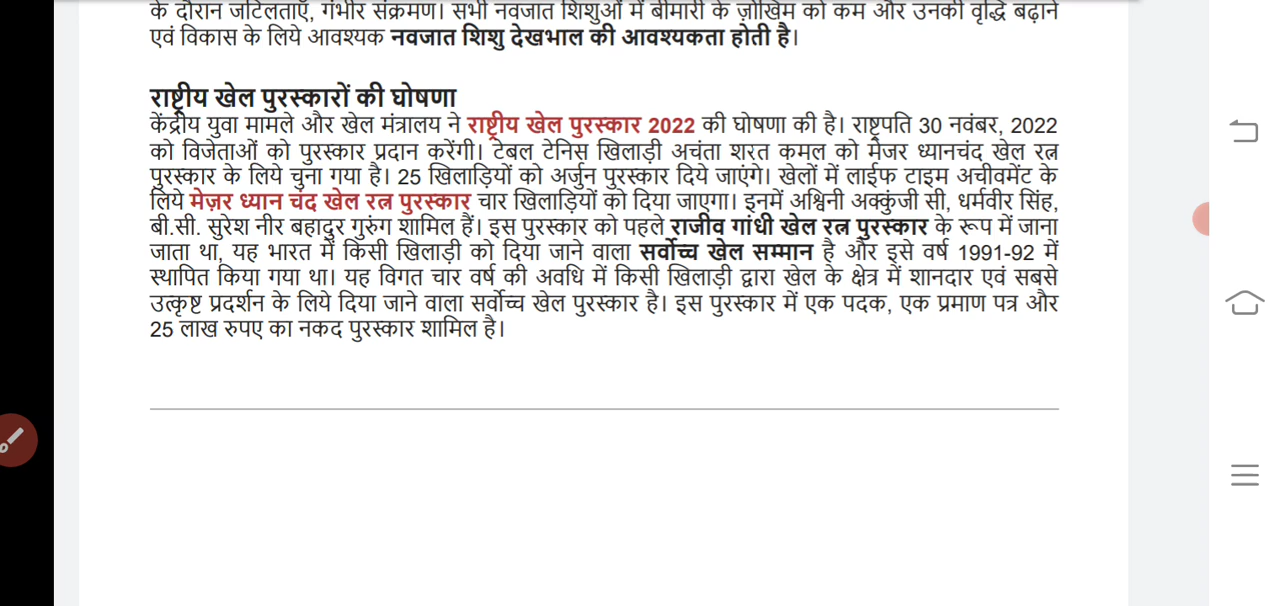 के दौरान जटिलताएँ, गंभीर संक्रमण। सभी नवजात शिशुओं में बीमारी के ज़ोखिम को कम और उनकी वृद्धि बढ़ाने
एवं विकास के लिये आवश्यक नवजात शिशु देखभाल की आवश्यकता होती है।
राष्ट्रीय खेल पुरस्कारों की घोषणा
केंद्रीय युवा मामले और खेल मंत्रालय ने राष्ट्रीय खेल पुरस्कार 2022 की घोषणा की है। राष्ट्रपति 30 नवंबर, 2022
को विजेताओं को पुरस्कार प्रदान करेंगी। टेबल टेनिस खिलाड़ी अचंता शरत कमल को मेजर ध्यानचंद खेल रत्न
पुरस्कार के लिये चुना गया है। 25 खिलाड़ियों को अर्जुन पुरस्कार दिये जाएंगे। खेलों में लाईफ टाइम अचीवमेंट के
लिये मेज़र ध्यान चंद खेल रत्न पुरस्कार चार खिलाड़ियों को दिया जाएगा। इनमें अश्विनी अक्कुंजी सी, धर्मवीर सिंह,
बी.सी. सुरेश नीर बहादुर गुरुंग शामिल हैं। इस पुरस्कार को पहले राजीव गांधी खेल रत्न पुरस्कार के रूप में जाना
जाता था, यह भारत में किसी खिलाड़ी को दिया जाने वाला सर्वोच्च खेल सम्मान है और इसे वर्ष 1991-92 में
स्थापित किया गया था। यह विगत चार वर्ष की अवधि में किसी खिलाड़ी द्वारा खेल के क्षेत्र में शानदार एवं सबसे
उत्कृष्ट प्रदर्शन के लिये दिया जाने वाला सर्वोच्च खेल पुरस्कार है। इस पुरस्कार में एक पदक, एक प्रमाण पत्र और
25 लाख रुपए का नकद पुरस्कार शामिल है।